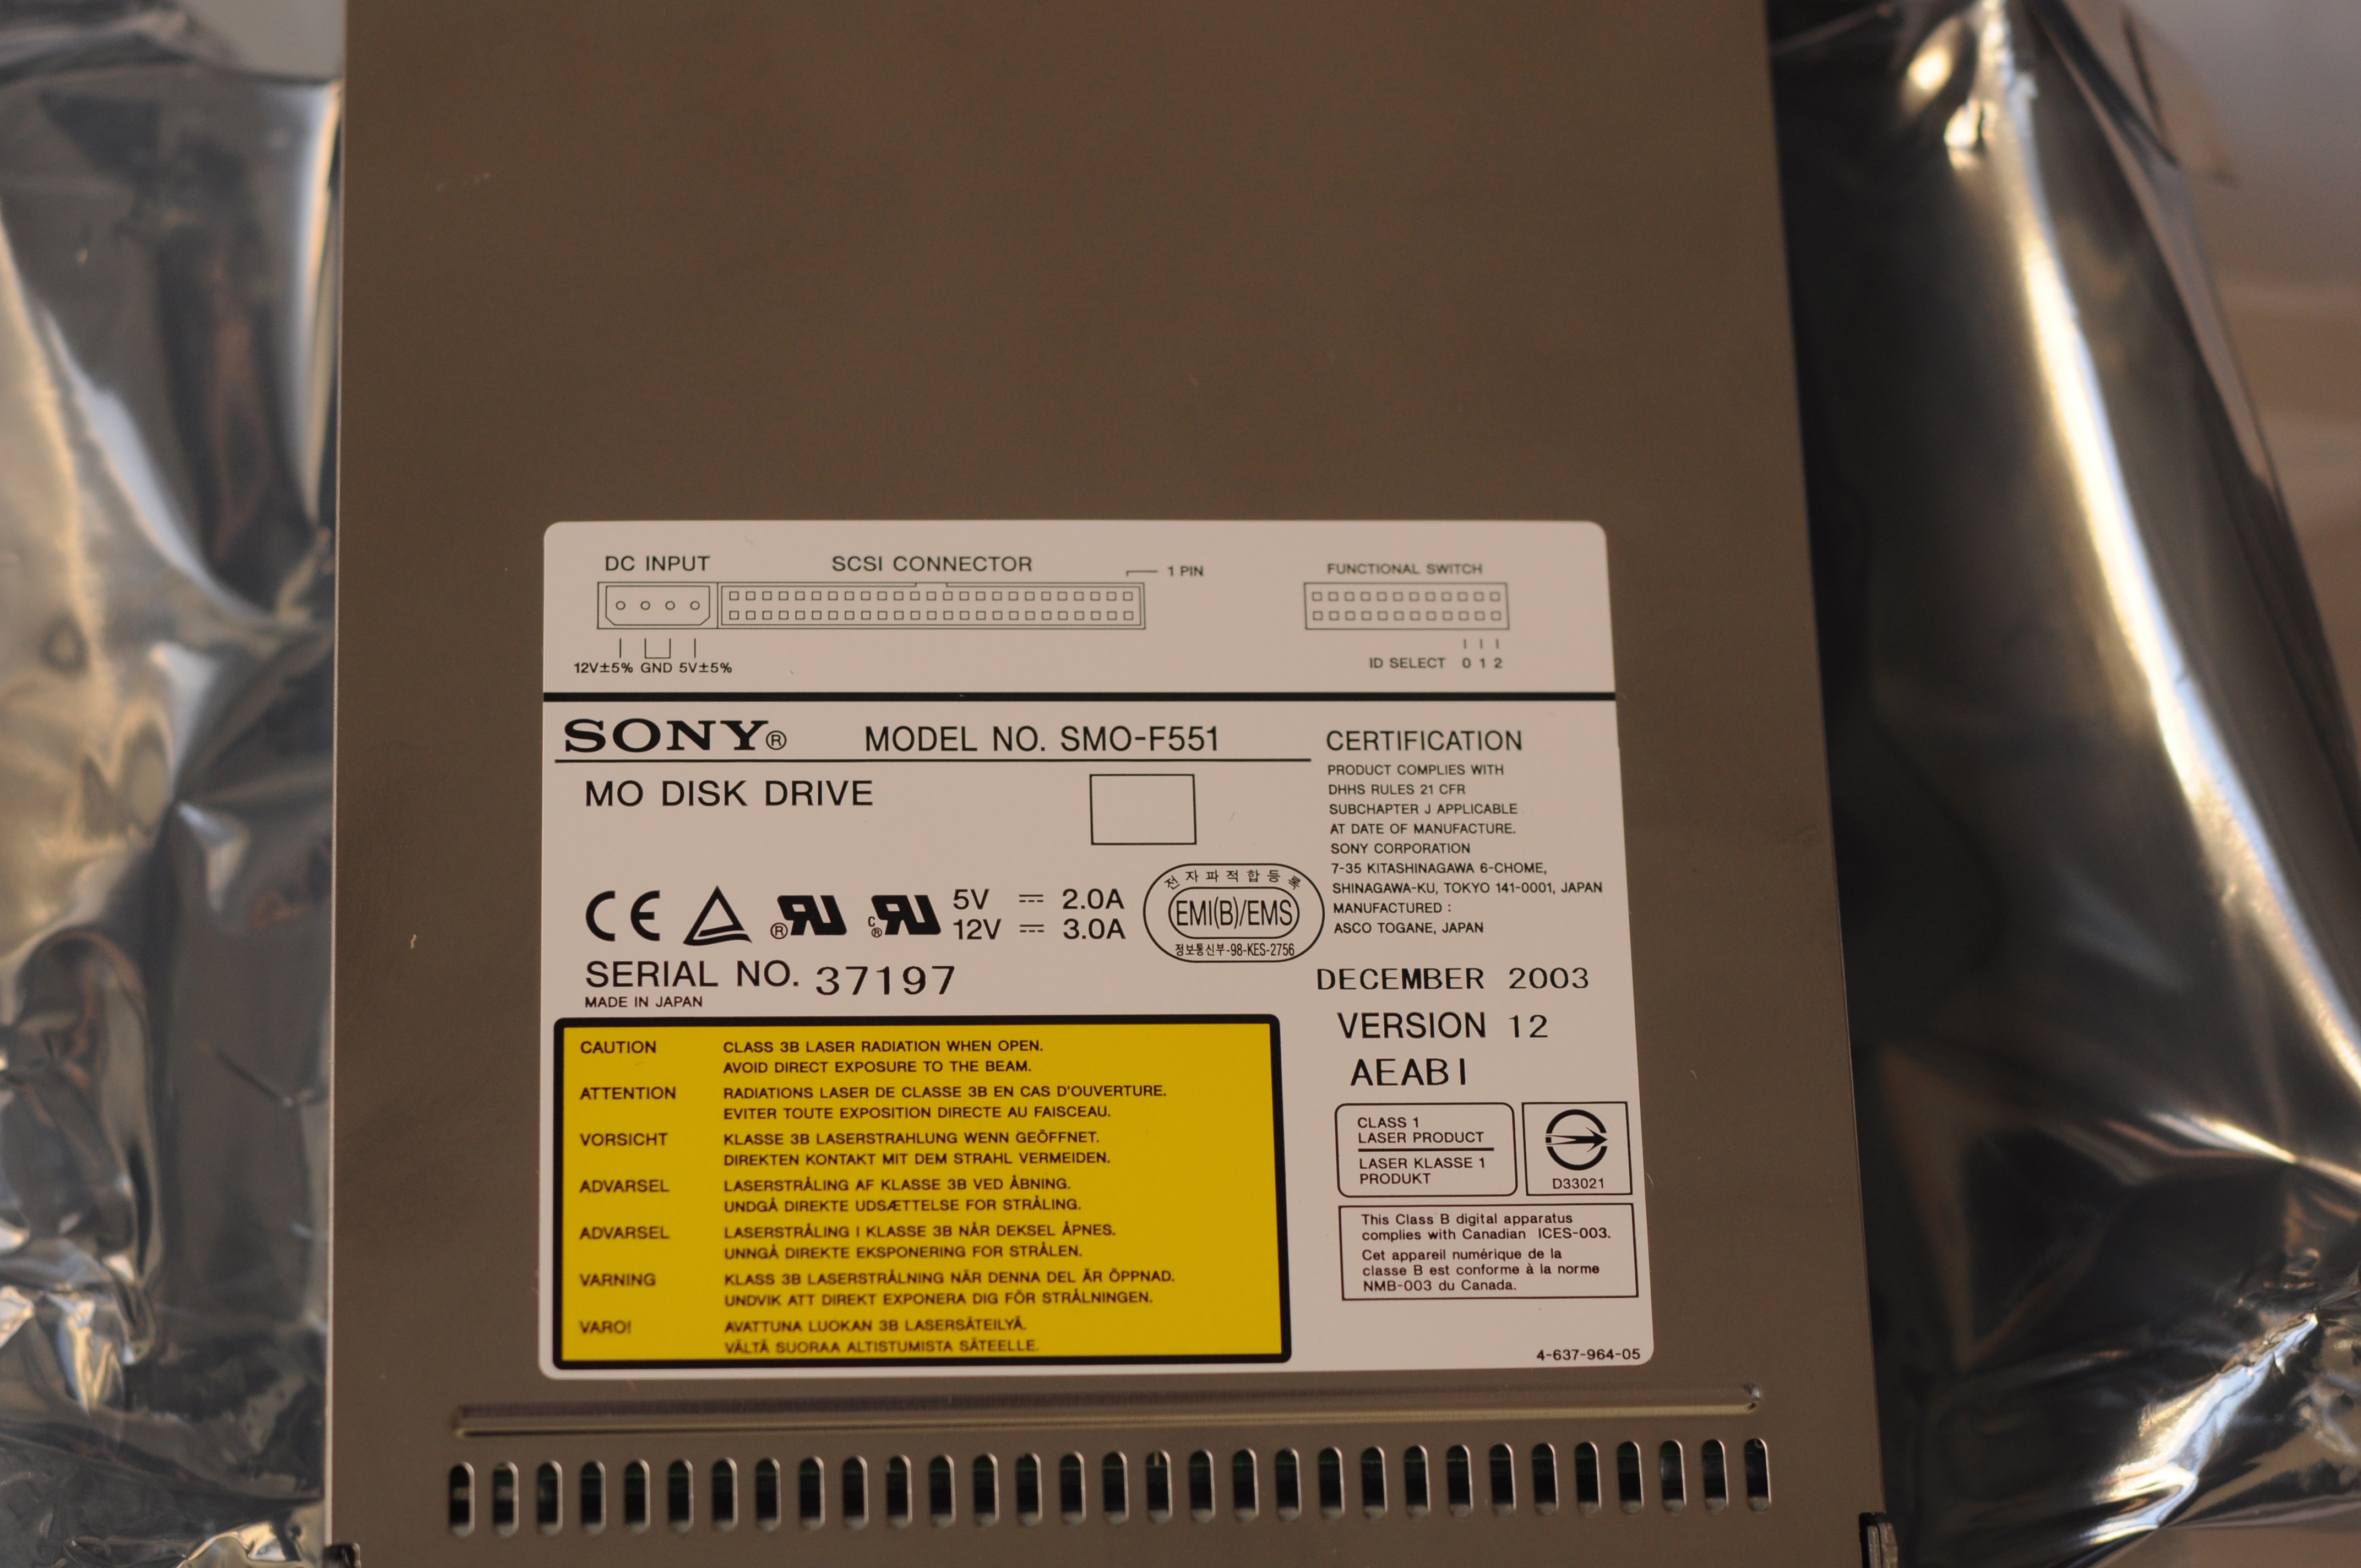 DC INPUT
SCSI CONNECTOR
1 PIN
FUNCTIONAL SWITCH
12V±5% GND 5V±5%
ID SELECT 0 1 2
SONY® MODEL NO. SMO-F551
MO DISK DRIVE
CE
5V ⎓ 2.0A
12V ⎓ 3.0A
전자파적합등록
EMI(B)/EMS
정보통신부-98-KES-2756
SERIAL NO. 37197
MADE IN JAPAN
CERTIFICATION
PRODUCT COMPLIES WITH
DHHS RULES 21 CFR
SUBCHAPTER J APPLICABLE
AT DATE OF MANUFACTURE.
SONY CORPORATION
7-35 KITASHINAGAWA 6-CHOME,
SHINAGAWA-KU, TOKYO 141-0001, JAPAN
MANUFACTURED :
ASCO TOGANE, JAPAN
DECEMBER 2003
VERSION 12
AEAB1
CAUTION CLASS 3B LASER RADIATION WHEN OPEN.
AVOID DIRECT EXPOSURE TO THE BEAM.
ATTENTION RADIATIONS LASER DE CLASSE 3B EN CAS D'OUVERTURE.
EVITER TOUTE EXPOSITION DIRECTE AU FAISCEAU.
VORSICHT KLASSE 3B LASERSTRAHLUNG WENN GEÖFFNET.
DIREKTEN KONTAKT MIT DEM STRAHL VERMEIDEN.
ADVARSEL LASERSTRÅLING AF KLASSE 3B VED ÅBNING.
UNDGÅ DIREKTE UDSÆTTELSE FOR STRÅLING.
ADVARSEL LASERSTRÅLING I KLASSE 3B NÅR DEKSEL ÅPNES.
UNNGÅ DIREKTE EKSPONERING FOR STRÅLEN.
VARNING KLASS 3B LASERSTRÅLNING NÄR DENNA DEL ÄR ÖPPNAD.
UNDVIK ATT DIREKT EXPONERA DIG FÖR STRÅLNINGEN.
VARO! AVATTUNA LUOKAN 3B LASERSÄTEILYÄ.
VÄLTÄ SUORAA ALTISTUMISTA SÄTEELLE.
CLASS 1
LASER PRODUCT
LASER KLASSE 1
PRODUKT
D33021
This Class B digital apparatus
complies with Canadian ICES-003.
Cet appareil numérique de la
classe B est conforme à la norme
NMB-003 du Canada.
4-637-964-05